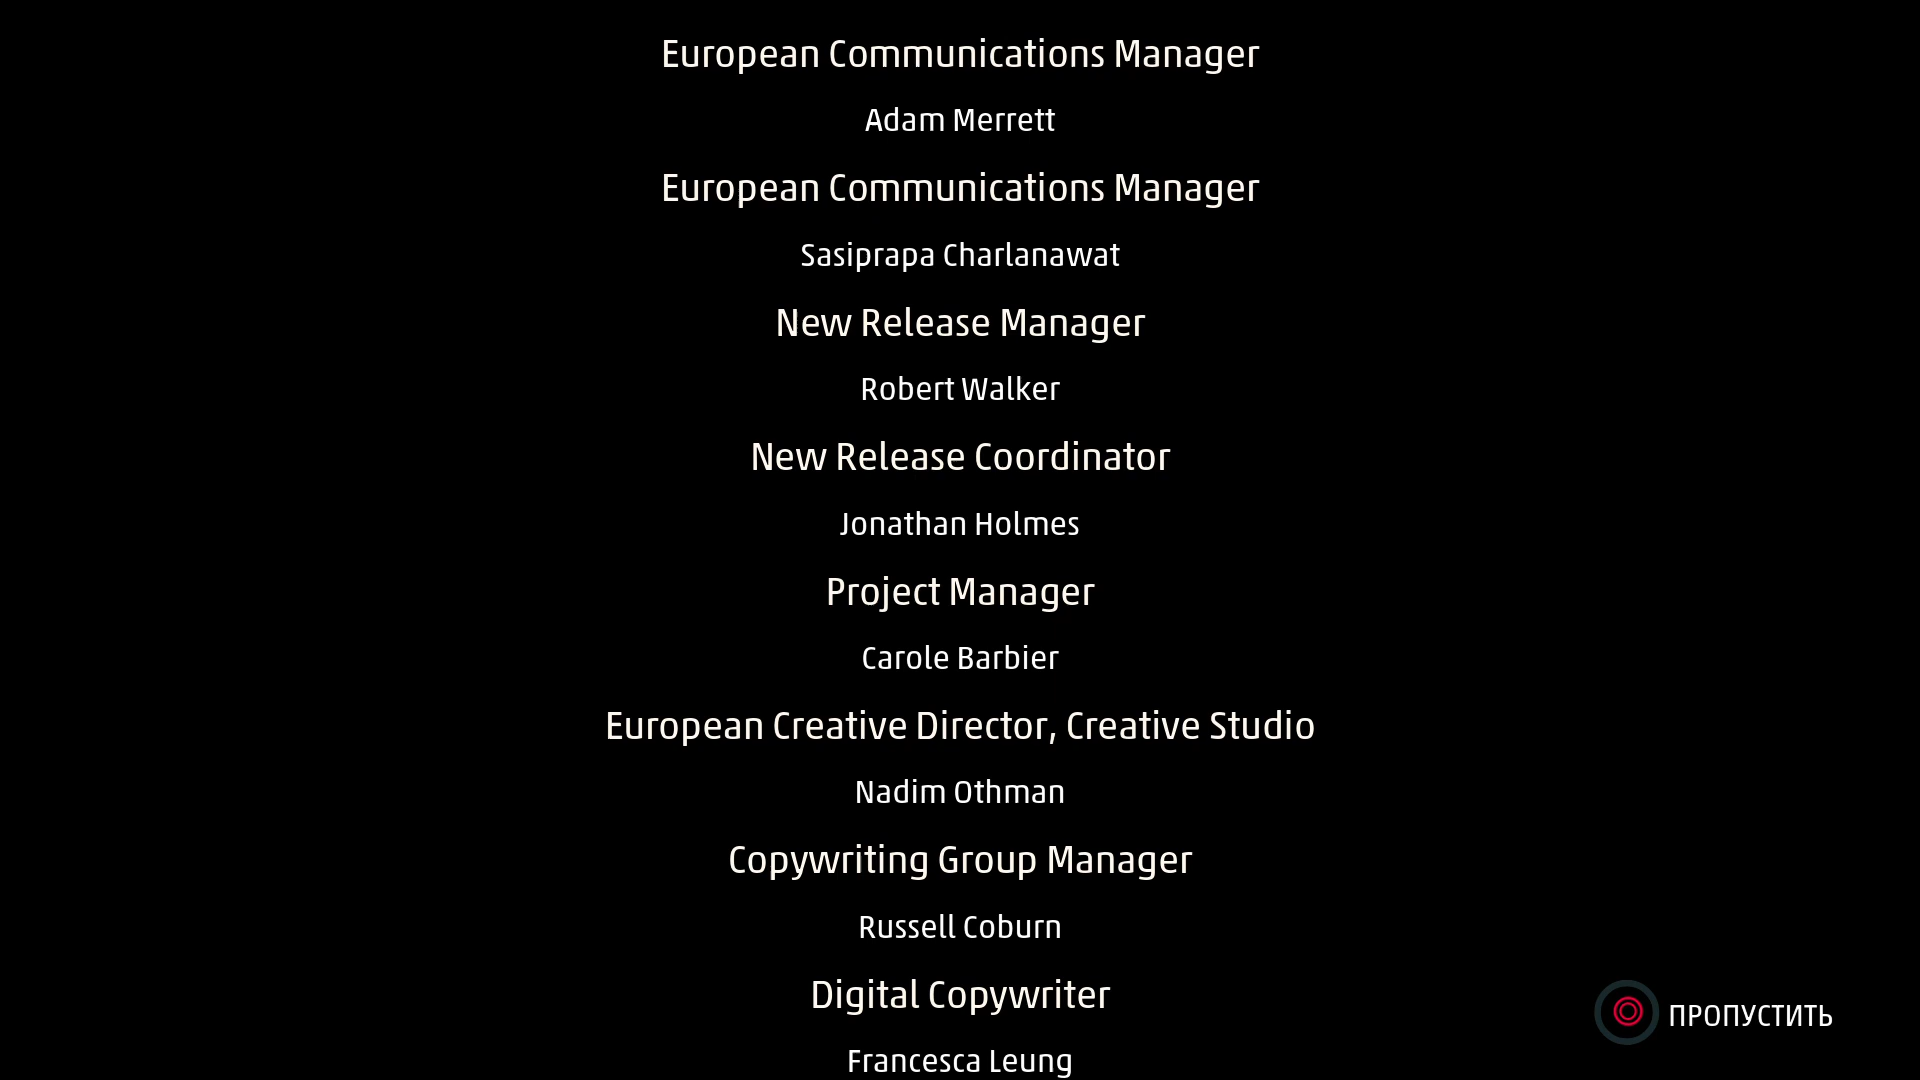 European Communications Manager
Adam Merrett
European Communications Manager
Sasiprapa Charlanawat
New Release Manager
Robert Walker
New Release Coordinator
Jonathan Holmes
Project Manager
Carole Barbier
European Creative Director, Creative Studio
Nadim Othman
Copywriting Group Manager
Russell Coburn
Digital Copywriter
ПРОПУСТИТЬ
Francesca Leung